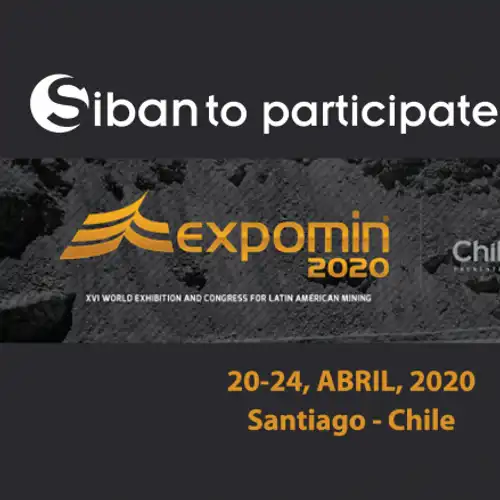 Siban to participate
expomin®
2020
XVI WORLD EXHIBITION AND CONGRESS FOR LATIN AMERICAN MINING
20-24, ABRIL, 2020
Santiago - Chile